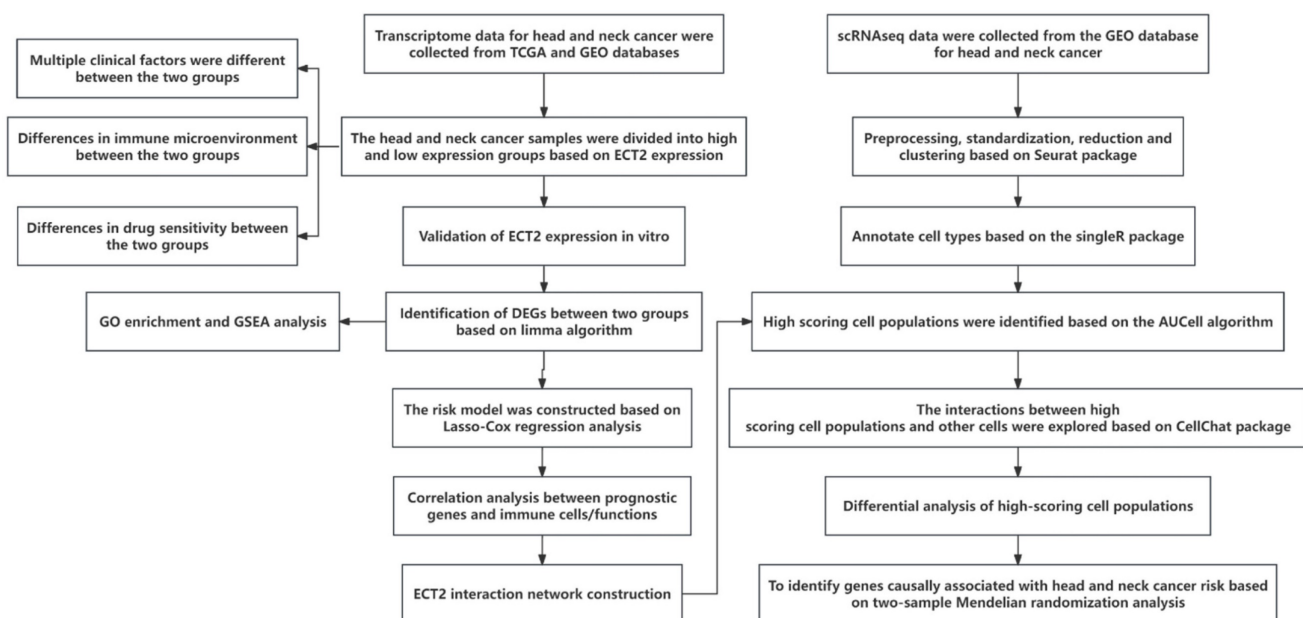 Transcriptome data for head and neck cancer were
collected from TCGA and GEO databases
scRNAseq data were collected from the GEO database
for head and neck cancer
Multiple clinical factors were different
between the two groups
Differences in immune microenvironment
between the two groups
The head and neck cancer samples were divided into high
and low expression groups based on ECT2 expression
Preprocessing, standardization, reduction and
clustering based on Seurat package
Differences in drug sensitivity between
the two groups
Validation of ECT2 expression in vitro
Annotate cell types based on the singleR package
GO enrichment and GSEA analysis
Identification of DEGs between two groups
based on limma algorithm
High scoring cell populations were identified based on the AUCell algorithm
The risk model was constructed based on
Lasso-Cox regression analysis
The interactions between high
scoring cell populations and other cells were explored based on CellChat package
Correlation analysis between prognostic
genes and immune cells/functions
Differential analysis of high-scoring cell populations
ECT2 interaction network construction
To identify genes causally associated with head and neck cancer risk based
on two-sample Mendelian randomization analysis